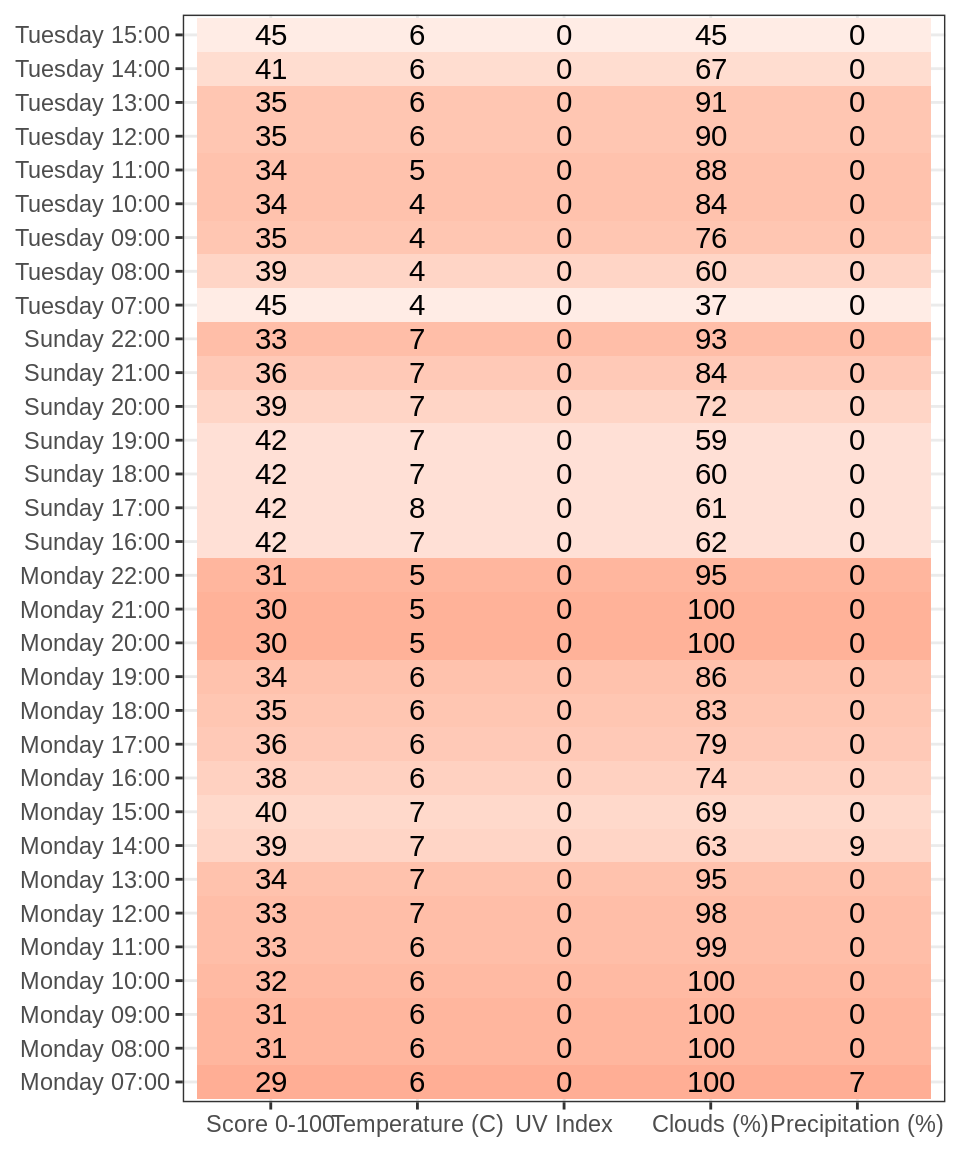 Tuesday 15:00 45 6 0 45 0
Tuesday 14:00 41 6 0 67 0
Tuesday 13:00 35 6 0 91 0
Tuesday 12:00 35 6 0 90 0
Tuesday 11:00 34 5 0 88 0
Tuesday 10:00 34 4 0 84 0
Tuesday 09:00 35 4 0 76 0
Tuesday 08:00 39 4 0 60 0
Tuesday 07:00 45 4 0 37 0
Sunday 22:00 33 7 0 93 0
Sunday 21:00 36 7 0 84 0
Sunday 20:00 39 7 0 72 0
Sunday 19:00 42 7 0 59 0
Sunday 18:00 42 7 0 60 0
Sunday 17:00 42 8 0 61 0
Sunday 16:00 42 7 0 62 0
Monday 22:00 31 5 0 95 0
Monday 21:00 30 5 0 100 0
Monday 20:00 30 5 0 100 0
Monday 19:00 34 6 0 86 0
Monday 18:00 35 6 0 83 0
Monday 17:00 36 6 0 79 0
Monday 16:00 38 6 0 74 0
Monday 15:00 40 7 0 69 0
Monday 14:00 39 7 0 63 9
Monday 13:00 34 7 0 95 0
Monday 12:00 33 7 0 98 0
Monday 11:00 33 6 0 99 0
Monday 10:00 32 6 0 100 0
Monday 09:00 31 6 0 100 0
Monday 08:00 31 6 0 100 0
Monday 07:00 29 6 0 100 7
Score 0-100 Temperature (C) UV Index Clouds (%) Precipitation (%)